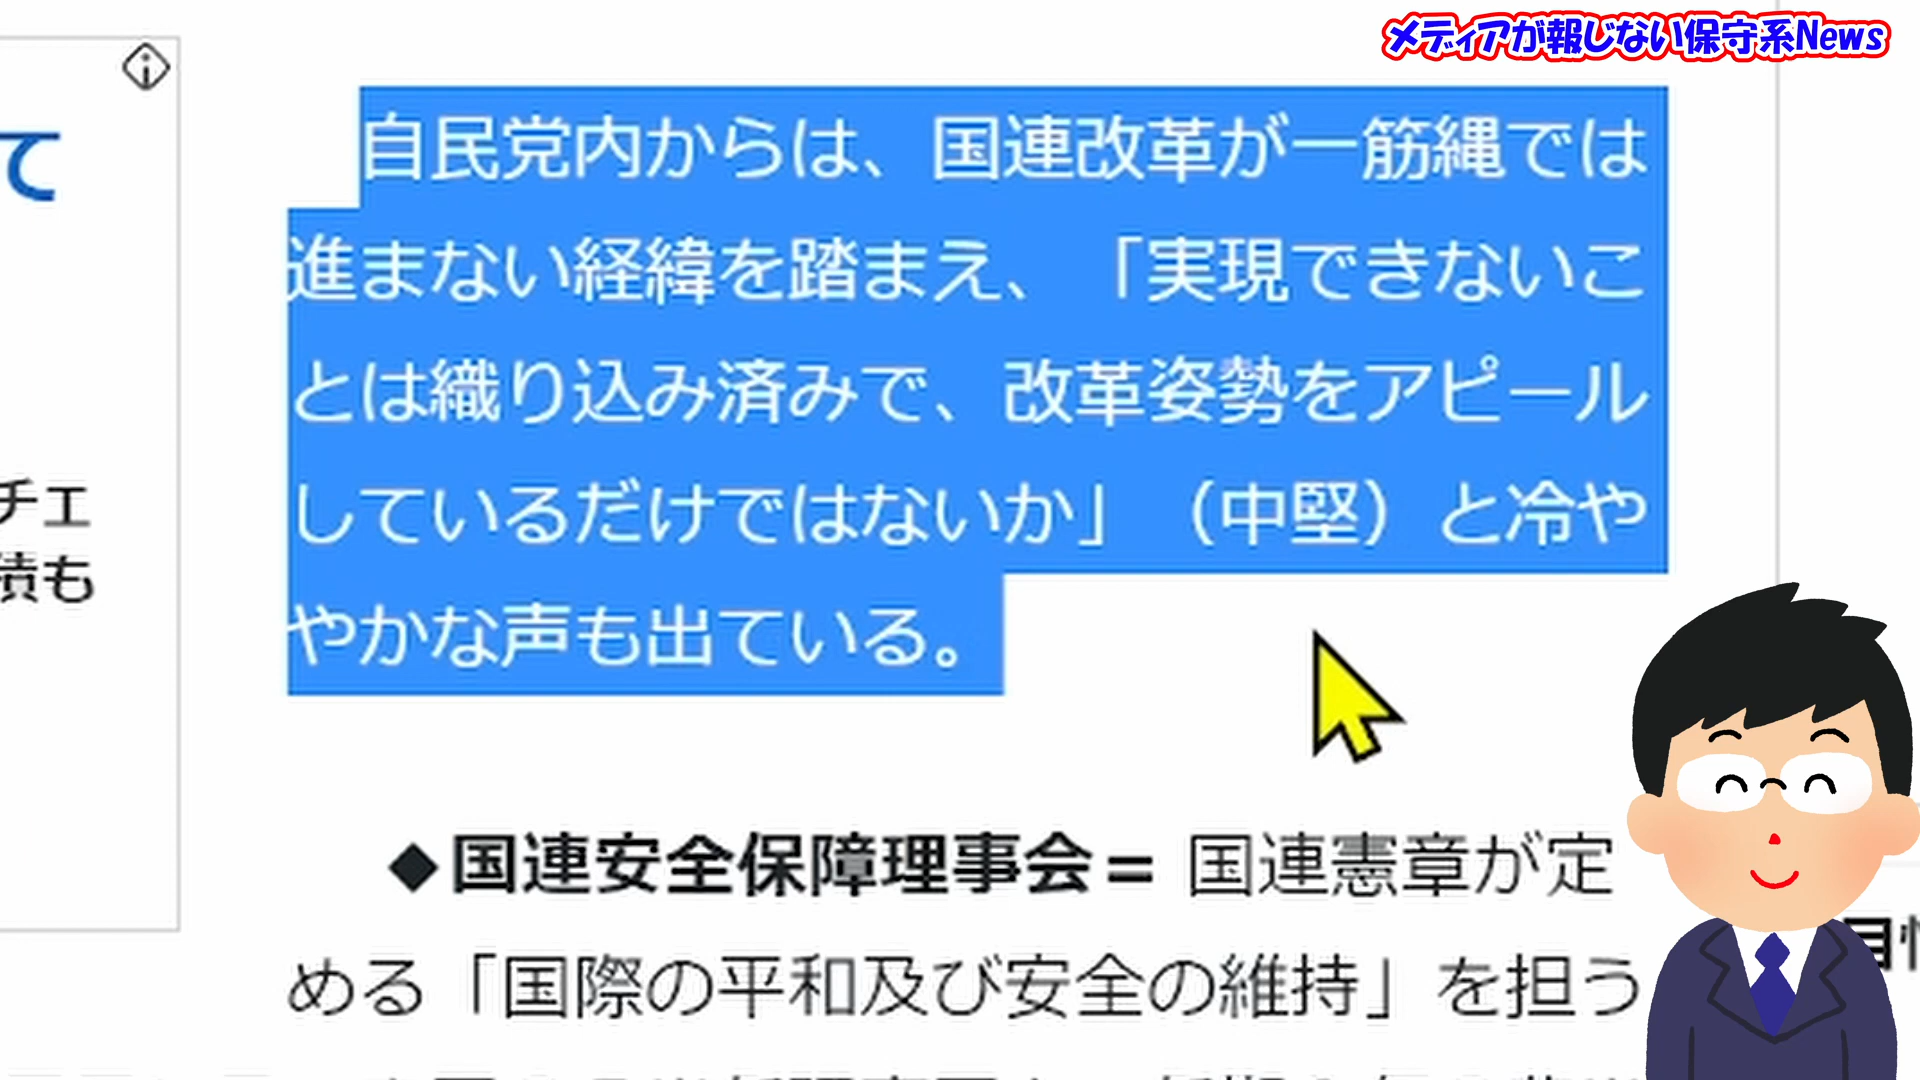 メディアが報じない保守系News
て
チェ
積も
自民党内からは、国連改革が一筋縄では
進まない経緯を踏まえ、「実現できないこ
とは織り込み済みで、改革姿勢をアピール
しているだけではないか」（中堅）と冷や
やかな声も出ている。
◆国連安全保障理事会＝ 国連憲章が定
める「国際の平和及び安全の維持」を担う